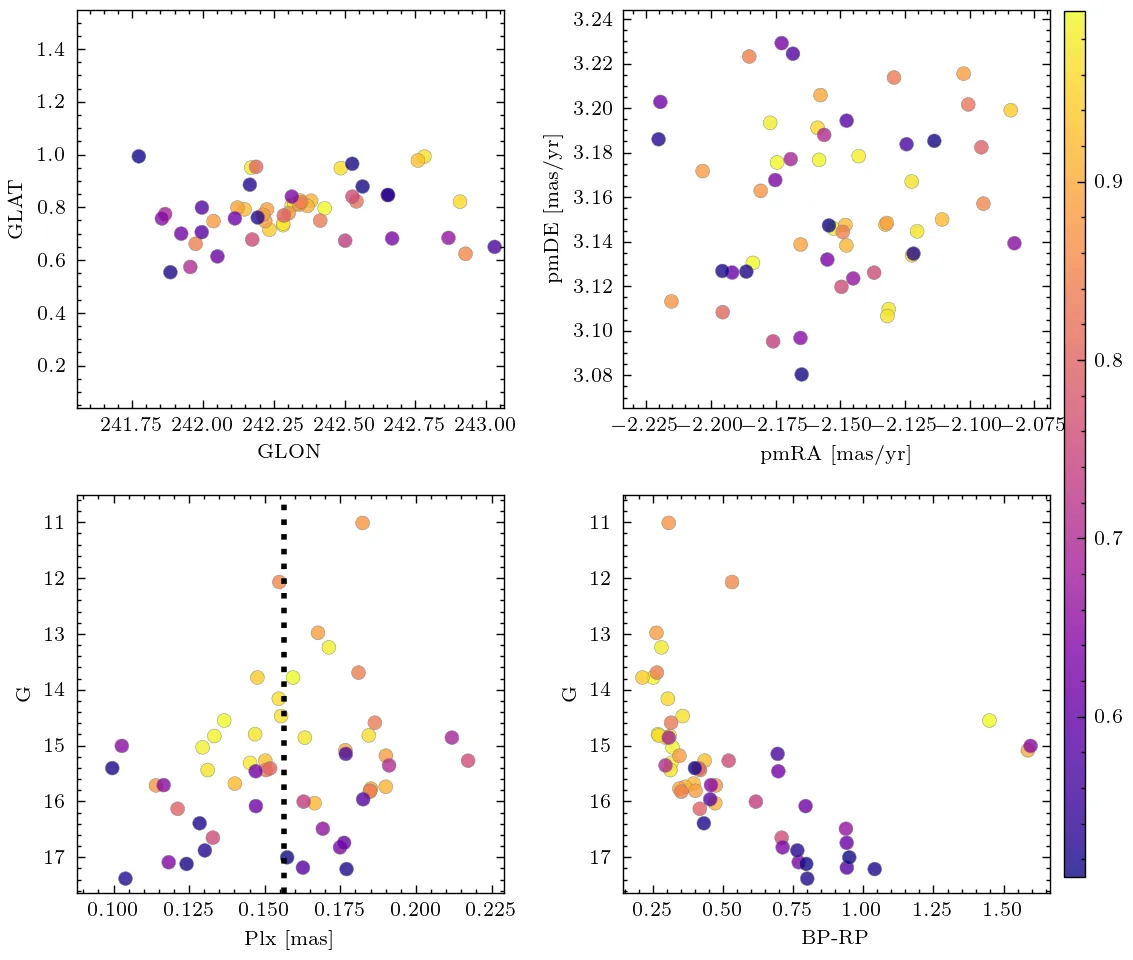 1.4
1.2
1.0
0.8
0.6
0.4
0.2
GLAT
241.75 242.00 242.25 242.50 242.75 243.00
GLON
3.24
3.22
3.20
3.18
3.16
3.14
3.12
3.10
3.08
pmDE [mas/yr]
−2.225 −2.200 −2.175 −2.150 −2.125 −2.100 −2.075
pmRA [mas/yr]
0.9
0.8
0.7
0.6
11
12
13
14
15
16
17
G
0.100 0.125 0.150 0.175 0.200 0.225
Plx [mas]
11
12
13
14
15
16
17
G
0.25 0.50 0.75 1.00 1.25 1.50
BP-RP